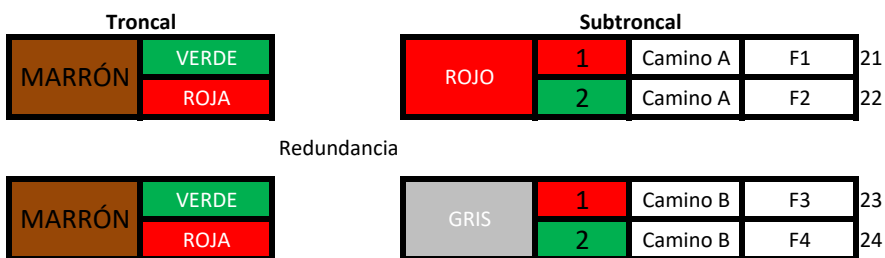 Troncal Subtroncal
MARRÓN VERDE ROJO 1 Camino A F1 21
ROJA 2 Camino A F2 22
Redundancia
MARRÓN VERDE GRIS 1 Camino B F3 23
ROJA 2 Camino B F4 24